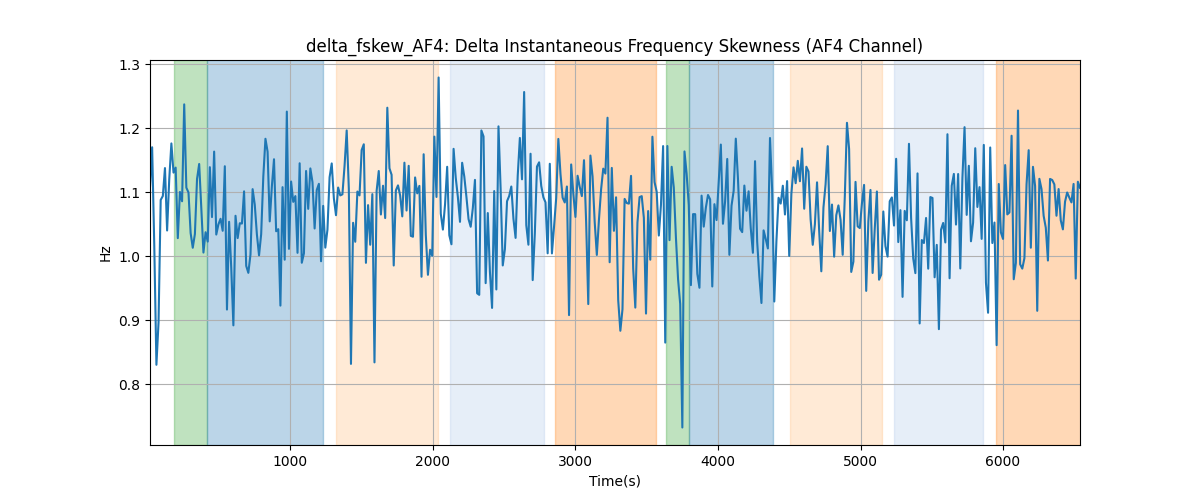 delta_fskew_AF4: Delta Instantaneous Frequency Skewness (AF4 Channel)
1.3
1.2
1.1
1.0
0.9
0.8
Hz
1000 2000 3000 4000 5000 6000
Time(s)